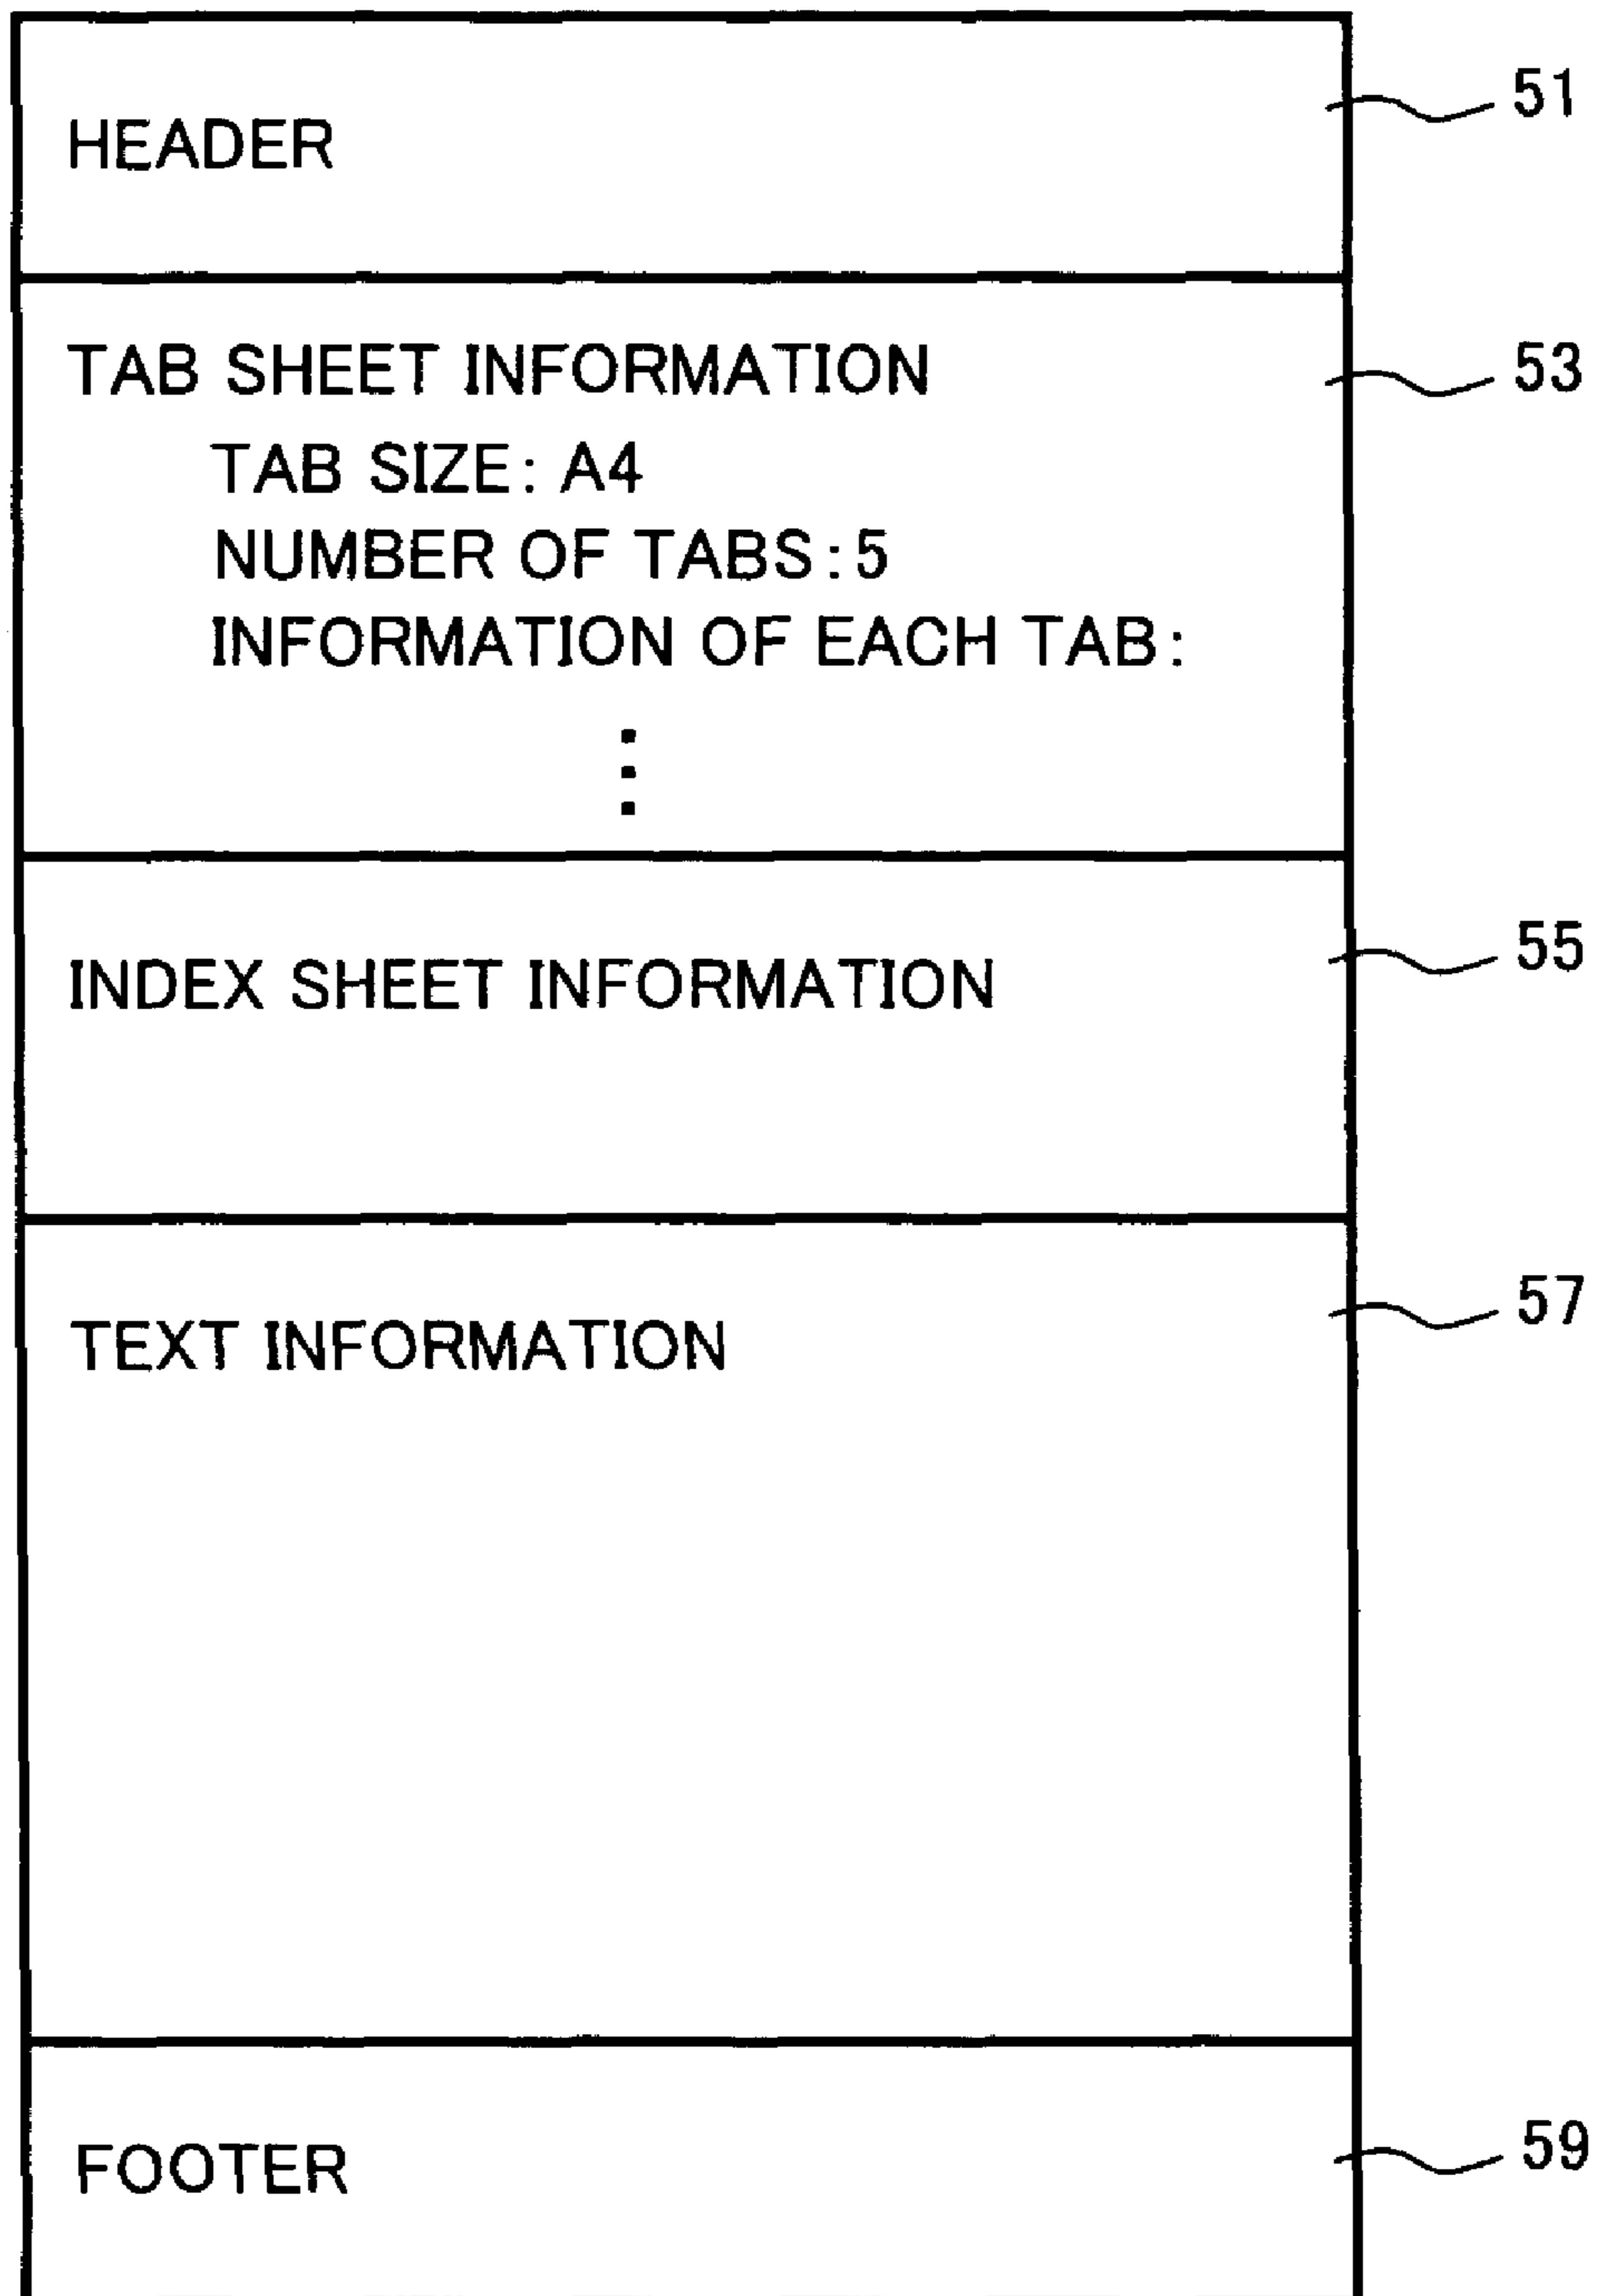 HEADER
51
TAB SHEET INFORMATION
53
TAB SIZE: A4
NUMBER OF TABS:5
INFORMATION OF EACH TAB:
INDEX SHEET INFORMATION
55
TEXT INFORMATION
57
FOOTER
59